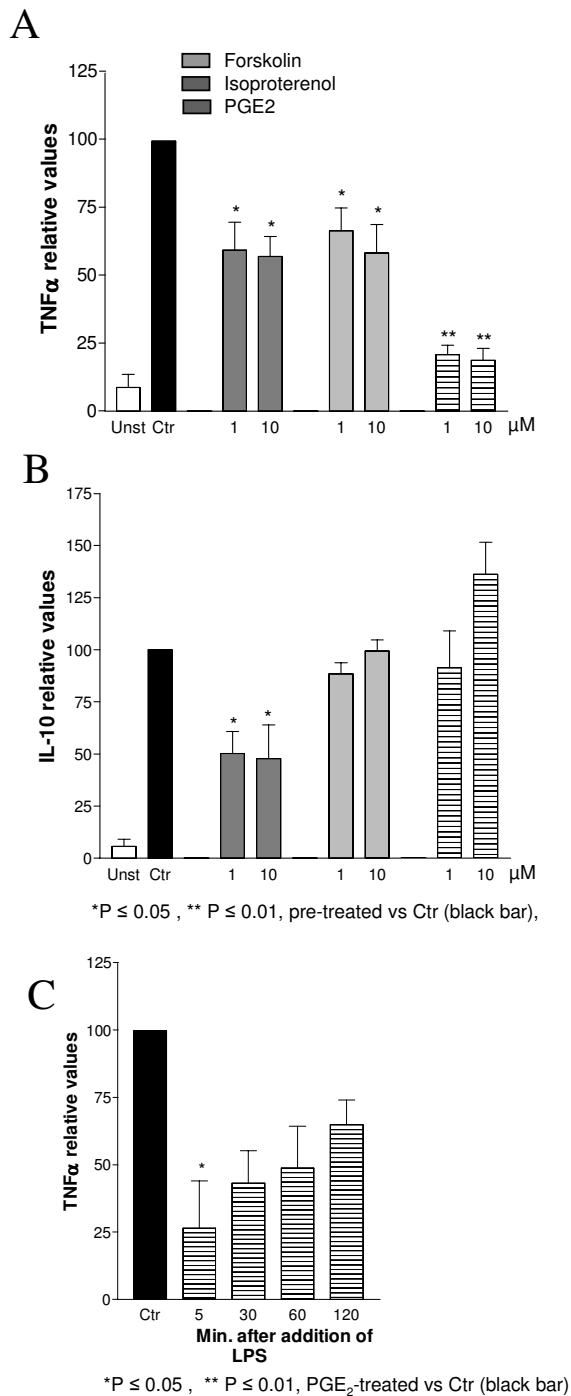 A
Forskolin
Isoproterenol
PGE2
TNFα relative values
125
100
75
50
25
0
* * * * ** **
Unst Ctr 1 10 1 10 1 10 µM
B
IL-10 relative values
175
150
125
100
75
50
25
0
* *
Unst Ctr 1 10 1 10 1 10 µM
*P ≤ 0.05 , ** P ≤ 0.01, pre-treated vs Ctr (black bar),
C
TNFα relative values
125
100
75
50
25
0
*
Ctr 5 30 60 120
Min. after addition of
LPS
*P ≤ 0.05 , ** P ≤ 0.01, PGE₂-treated vs Ctr (black bar)